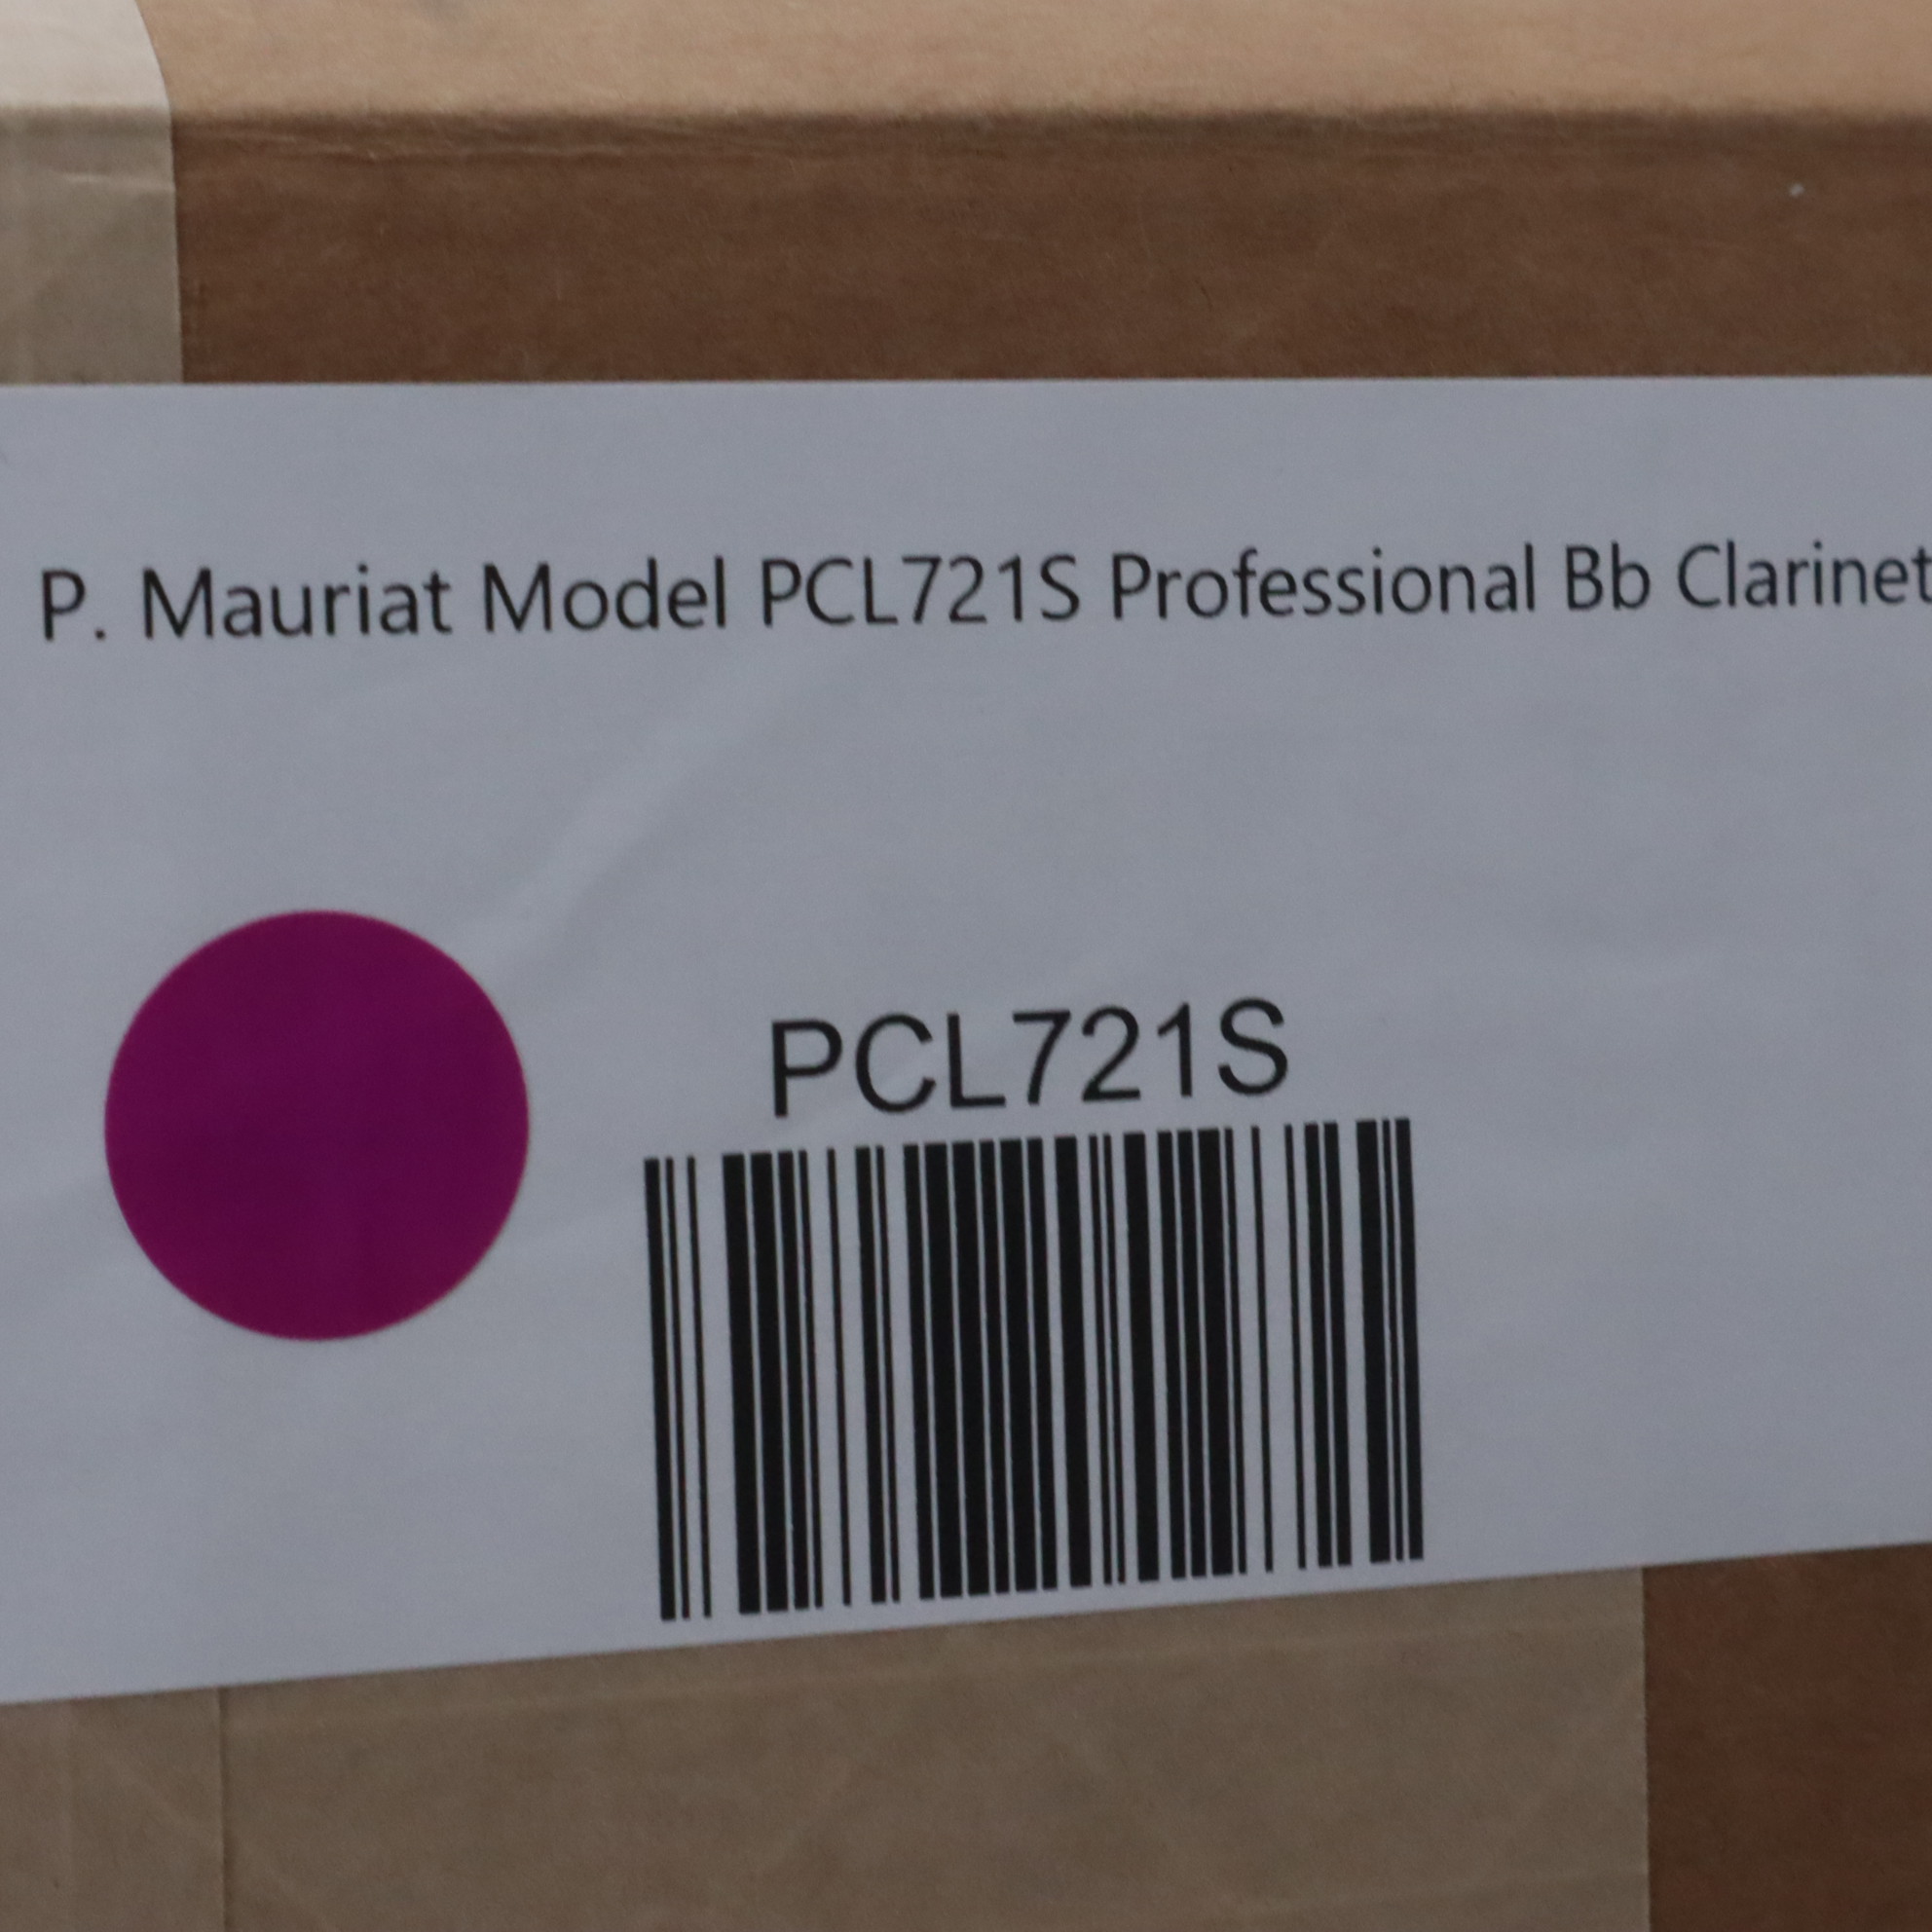 P. Mauriat Model PCL721S Professional Bb Clarinet
PCL721S